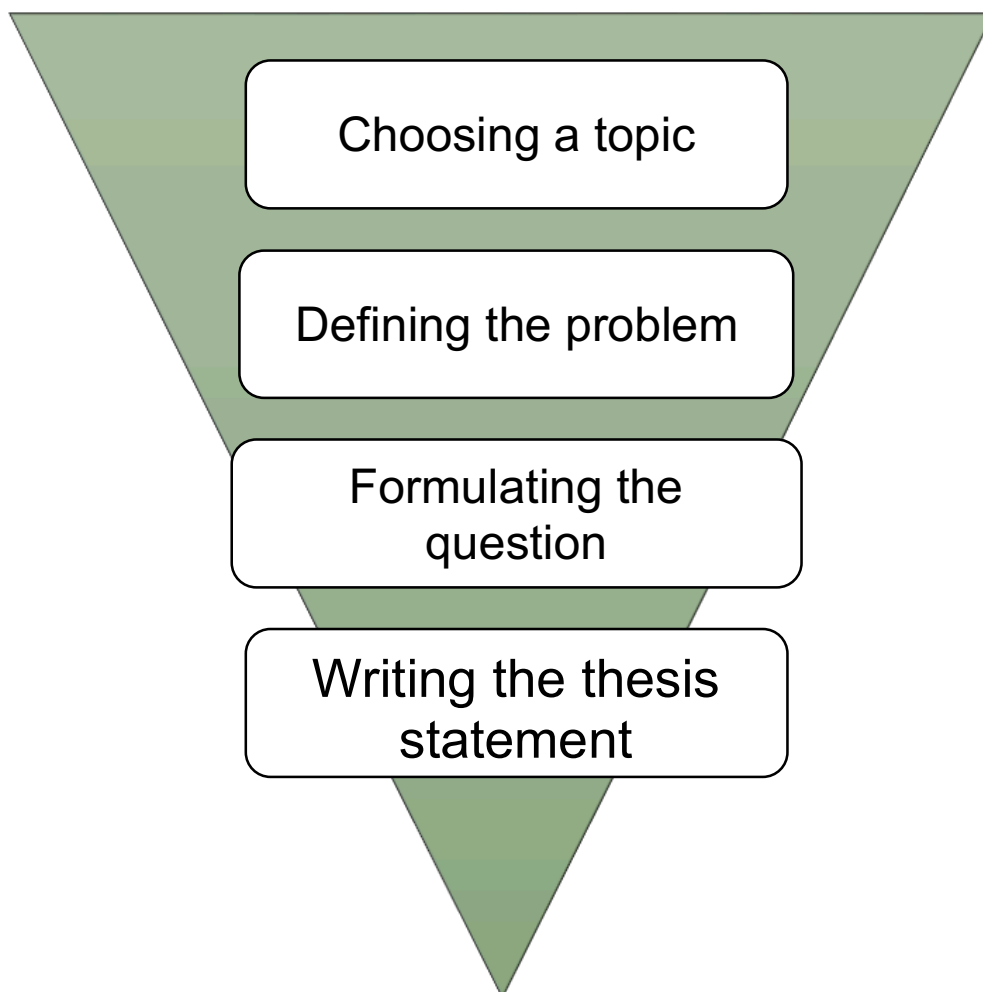 Choosing a topic
Defining the problem
Formulating the
question
Writing the thesis
statement